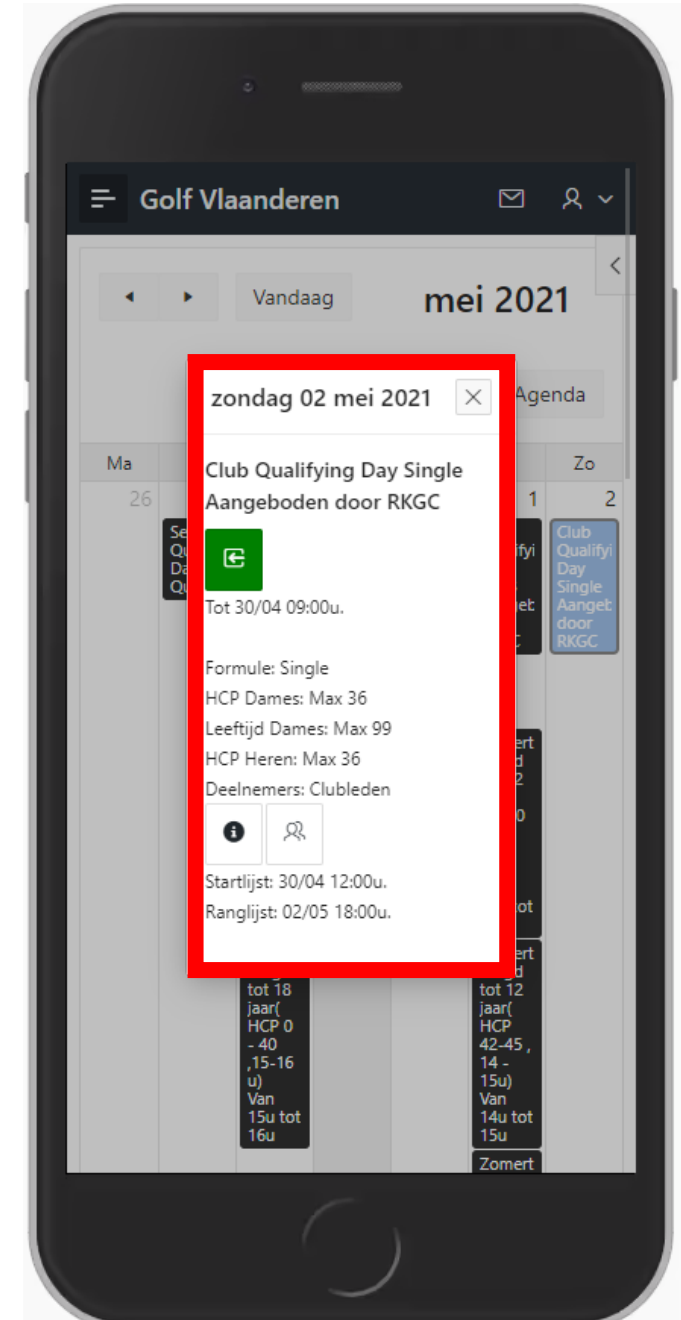 Golf Vlaanderen
Vandaag
mei 2021
Agenda
zondag 02 mei 2021
Ma
Zo
26
1
2
Club Qualifying Day Single
Aangeboden door RKGC
Tot 30/04 09:00u.
Formule: Single
HCP Dames: Max 36
Leeftijd Dames: Max 99
HCP Heren: Max 36
Deelnemers: Clubleden
Startlijst: 30/04 12:00u.
Ranglijst: 02/05 18:00u.
Se
Qu
Da
Qu
Club
Qualifyi
Day
Single
Aanget
door
RKGC
tot 18
jaar(
HCP 0
- 40
,15-16
u)
Van
15u tot
16u
tot 12
jaar(
HCP
42-45 ,
14 -
15u)
Van
14u tot
15u
Zomert